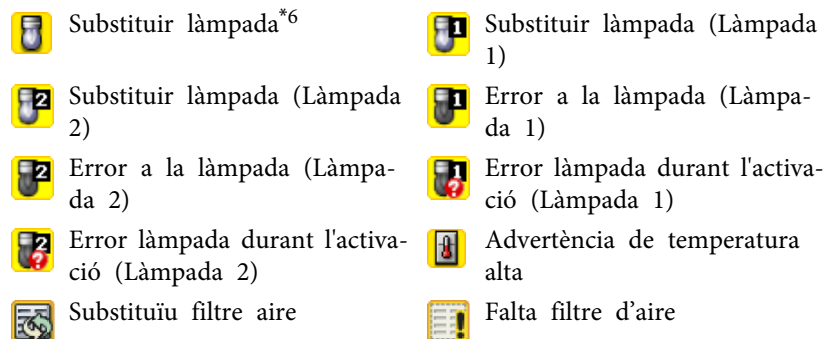 Substituir làmpada*6
Substituir làmpada (Làmpada
1)
Substituir làmpada (Làmpada
2)
Error a la làmpada (Làmpa-
da 1)
Error a la làmpada (Làmpa-
da 2)
Error làmpada durant l'activa-
ció (Làmpada 1)
Error làmpada durant l'activa-
ció (Làmpada 2)
Advertència de temperatura
alta
Substituïu filtre aire
Falta filtre d’aire